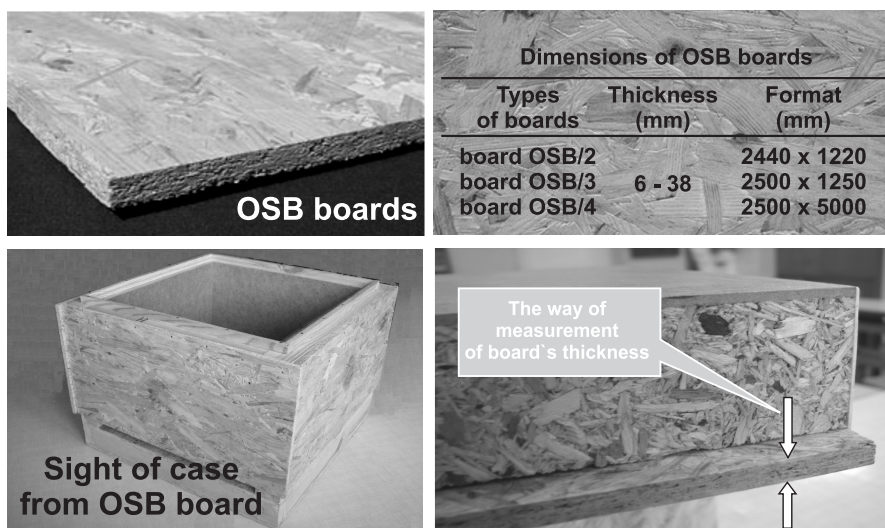 OSB boards
Dimensions of OSB boards
Types of boards Thickness (mm) Format (mm)
board OSB/2 2440 x 1220
board OSB/3 6 - 38 2500 x 1250
board OSB/4 2500 x 5000
Sight of case
from OSB board
The way of
measurement
of board`s thickness